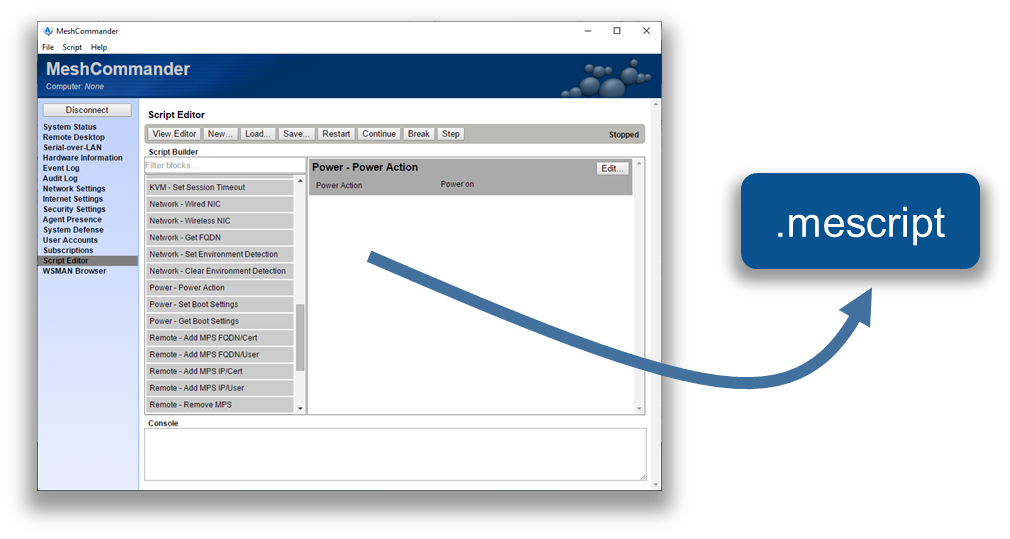 MeshCommander
File Script Help
MeshCommander
Computer: None
Disconnect
System Status
Remote Desktop
Serial-over-LAN
Hardware Information
Event Log
Audit Log
Network Settings
Internet Settings
Security Settings
Agent Presence
System Defense
User Accounts
Subscriptions
Script Editor
WSMAN Browser
Script Editor
View Editor New... Load... Save... Restart Continue Break Step Stopped
Script Builder
Filter blocks...
KVM - Set Session Timeout
Network - Wired NIC
Network - Wireless NIC
Network - Get FQDN
Network - Set Environment Detection
Network - Clear Environment Detection
Power - Power Action
Power - Set Boot Settings
Power - Get Boot Settings
Remote - Add MPS FQDN/Cert
Remote - Add MPS FQDN/User
Remote - Add MPS IP/Cert
Remote - Add MPS IP/User
Remote - Remove MPS
Power - Power Action Edit...
Power Action Power on
Console
.mescript